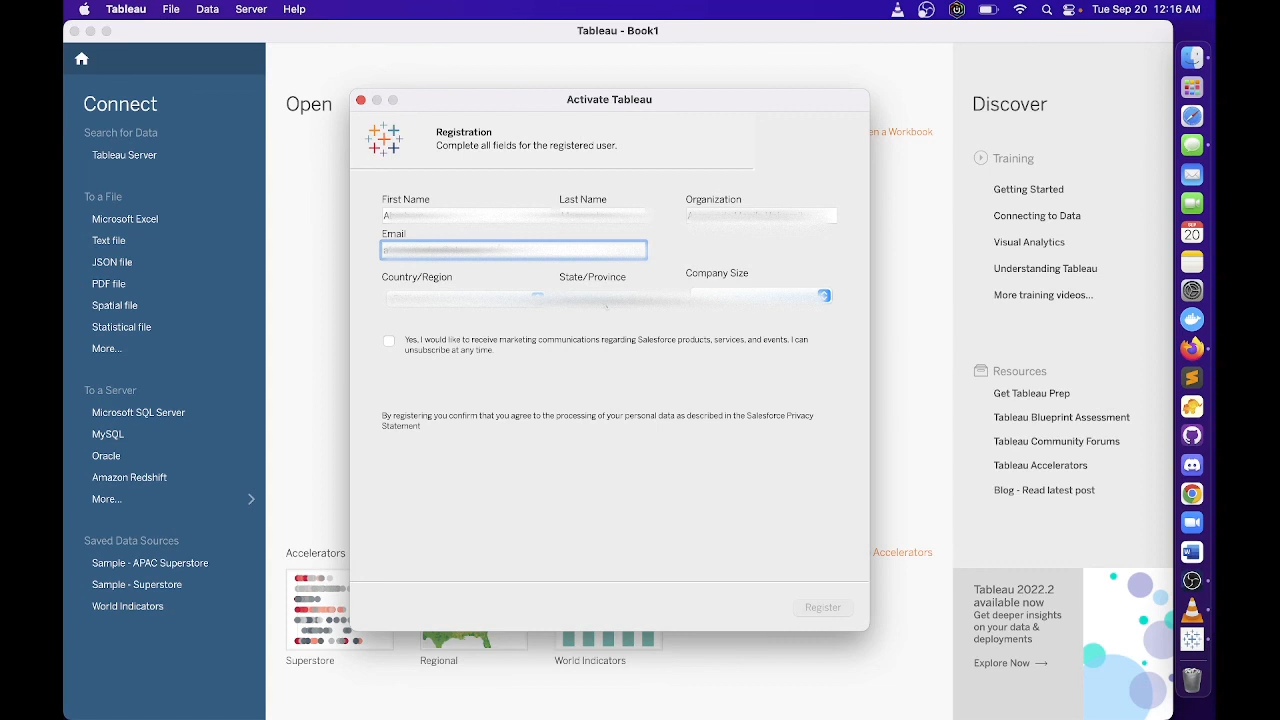 Tableau File Data Server Help
Tue Sep 20 12:16 AM
Tableau - Book1
Connect
Search for Data
Tableau Server
To a File
Microsoft Excel
Text file
JSON file
PDF file
Spatial file
Statistical file
More...
To a Server
Microsoft SQL Server
MySQL
Oracle
Amazon Redshift
More...
Saved Data Sources
Sample - APAC Superstore
Sample - Superstore
World Indicators
Open
en a Workbook
Activate Tableau
Registration
Complete all fields for the registered user.
First Name Last Name Organization
A
Email
Country/Region State/Province Company Size
Yes, I would like to receive marketing communications regarding Salesforce products, services, and events. I can
unsubscribe at any time.
By registering you confirm that you agree to the processing of your personal data as described in the Salesforce Privacy
Statement
Register
Accelerators
Accelerators
Superstore
Regional
World Indicators
Discover
Training
Getting Started
Connecting to Data
Visual Analytics
Understanding Tableau
More training videos...
Resources
Get Tableau Prep
Tableau Blueprint Assessment
Tableau Community Forums
Tableau Accelerators
Blog - Read latest post
Tableau 2022.2
available now
Get deeper insights
on your data &
deployments
Explore Now →
SEP
20